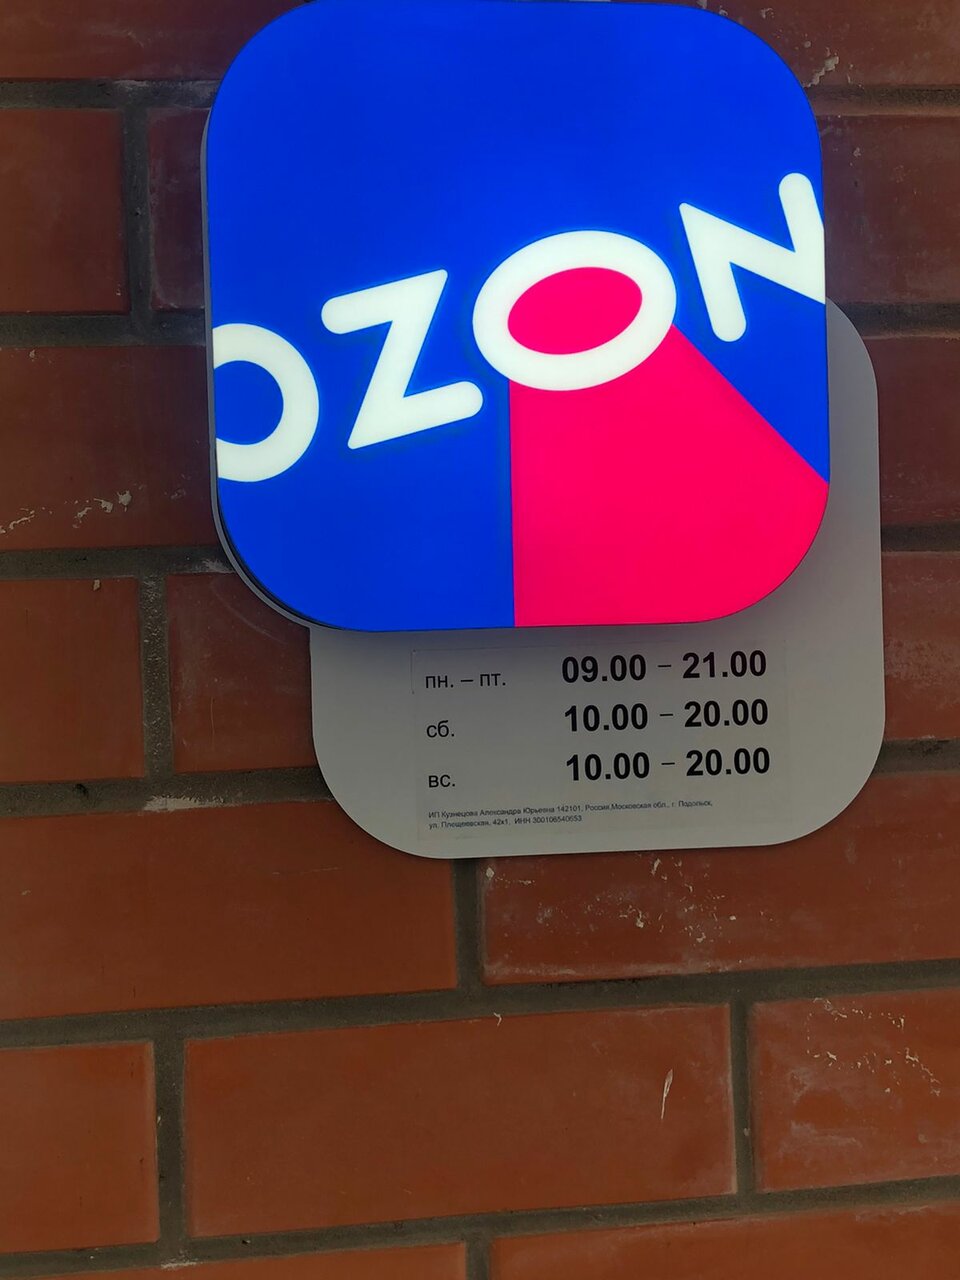 OZON
пн. – пт. 09.00 – 21.00
сб. 10.00 – 20.00
вс. 10.00 – 20.00
ИП Кузнецова Александра Юрьевна 142101, Россия,Московская обл., г. Подольск,
ул. Плещеевская, 42к1, ИНН 300106540653